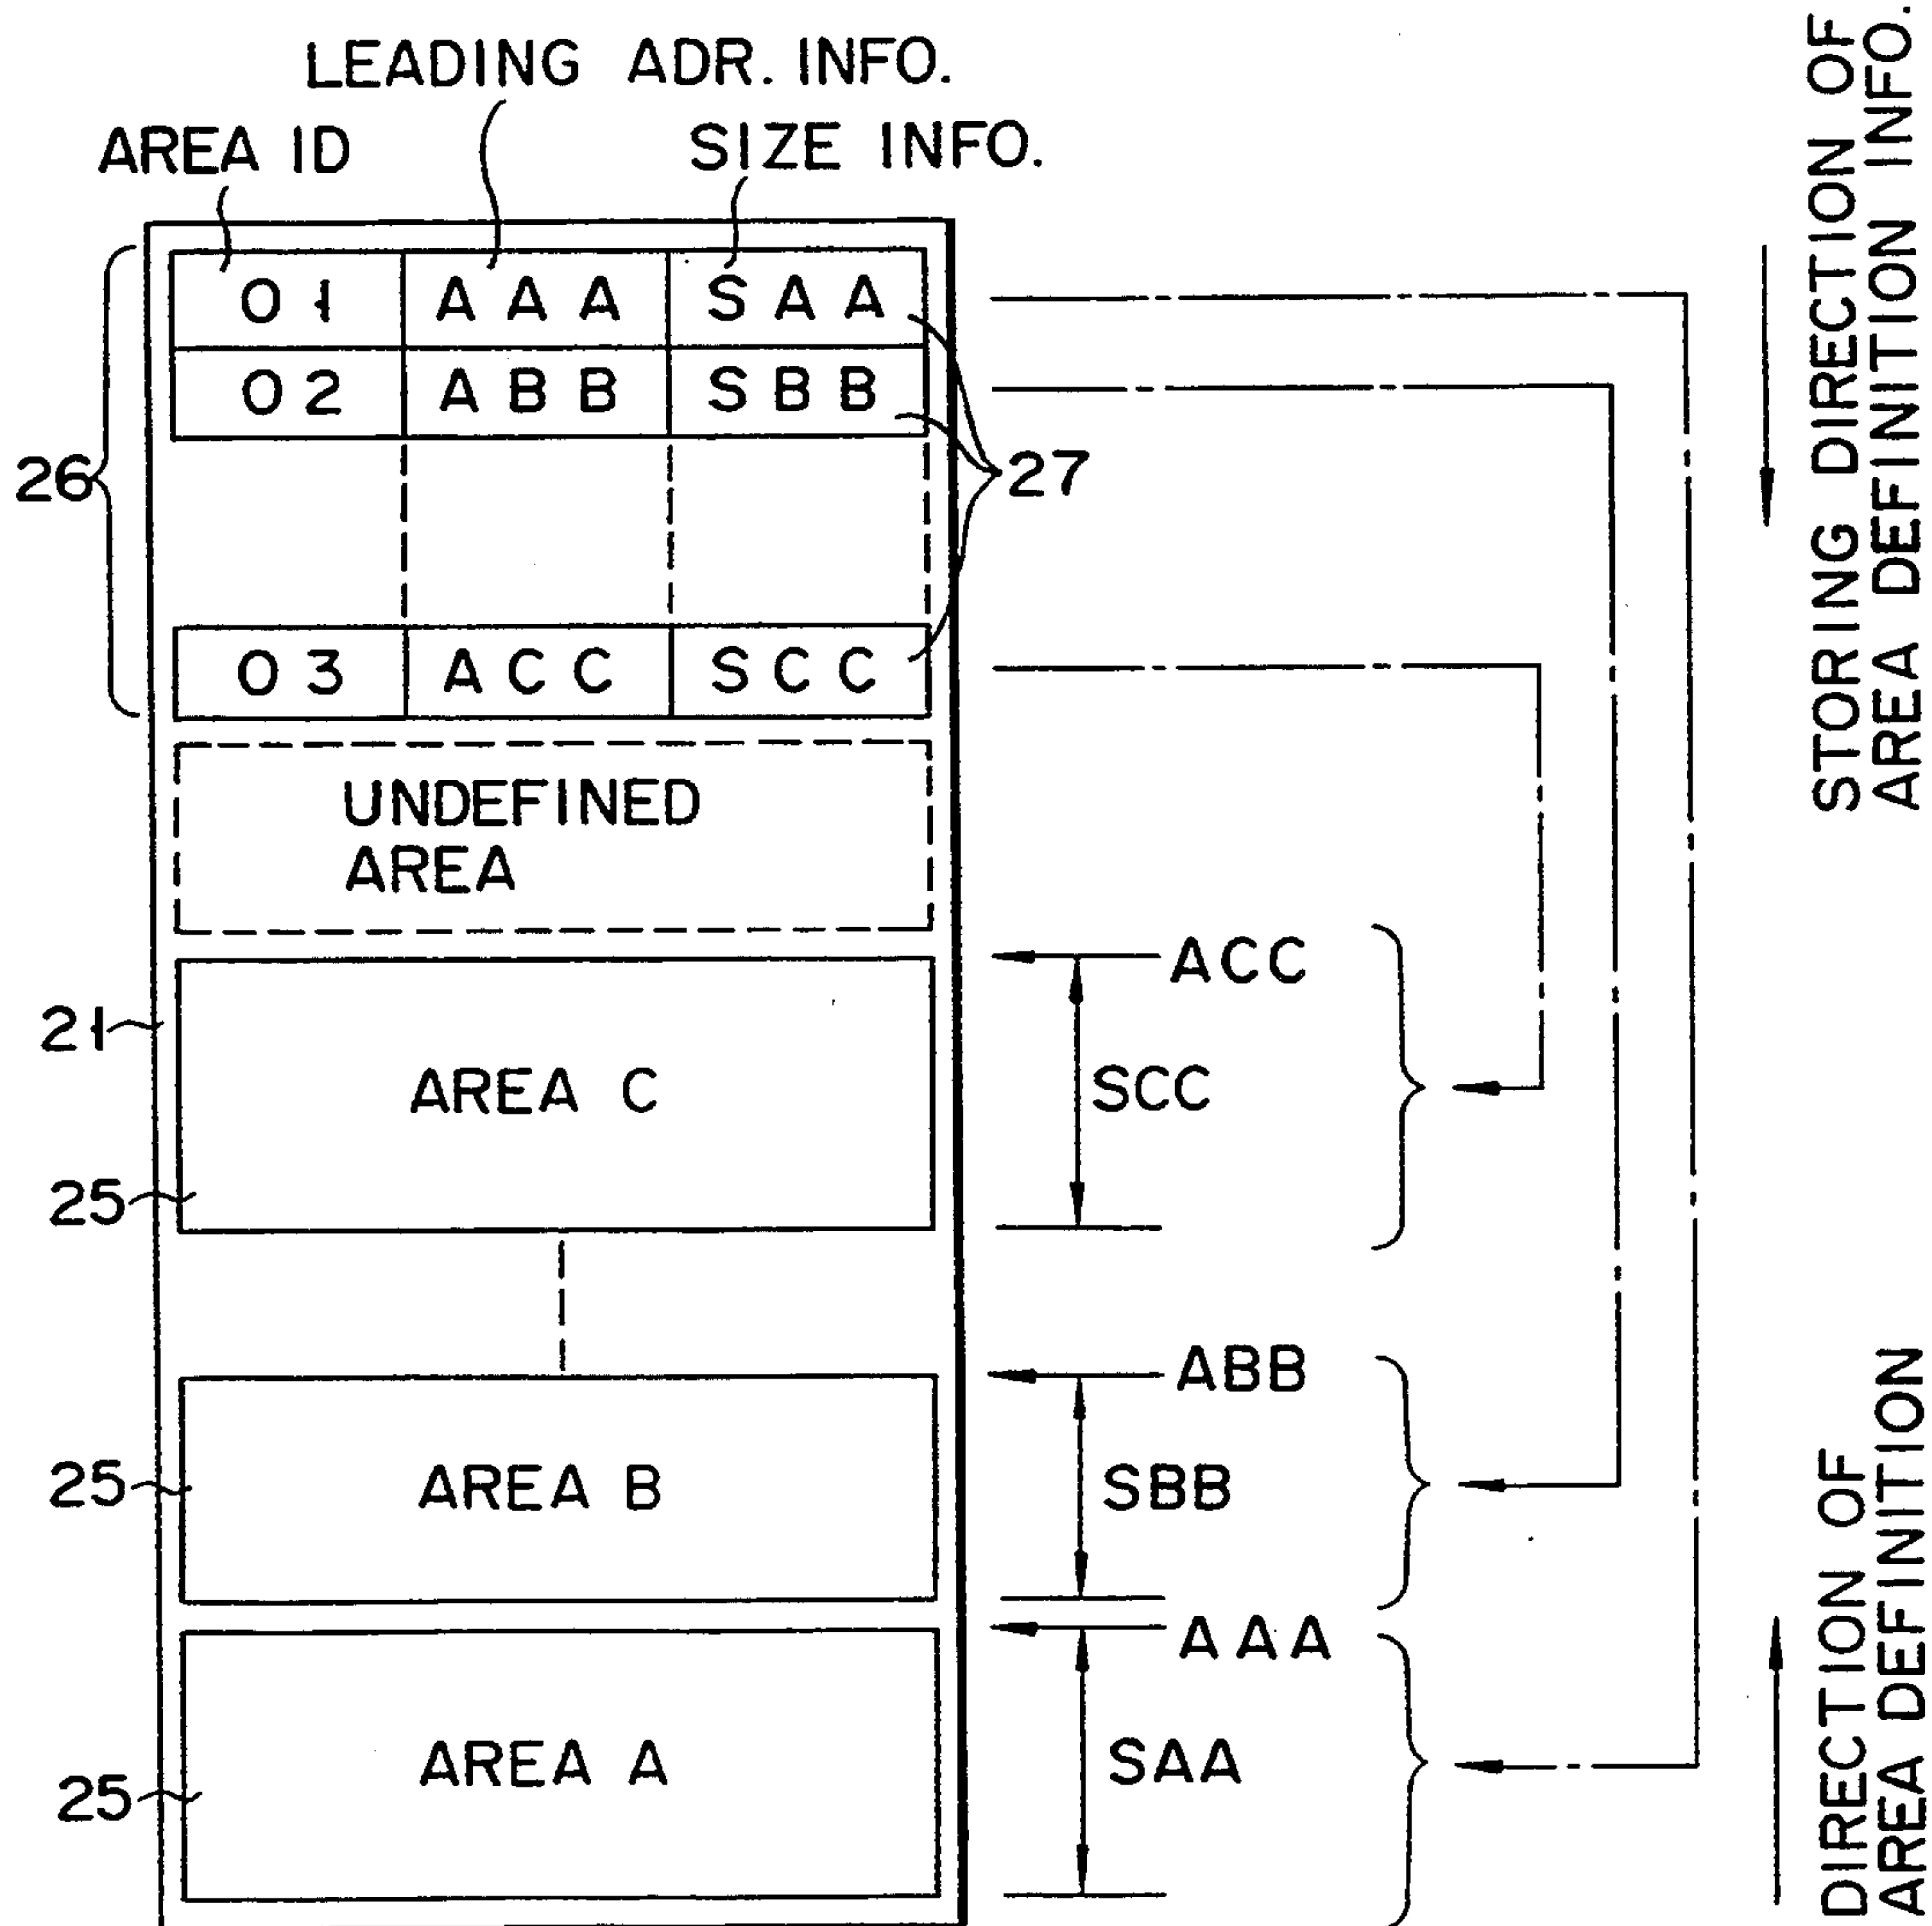 LEADING ADR. INFO.
AREA ID
SIZE INFO.
01 AAA SAA
02 ABB SBB
26
27
03 ACC SCC
UNDEFINED
AREA
ACC
21
AREA C
SCC
25
ABB
25
AREA B
SBB
AAA
25
AREA A
SAA
STORING DIRECTION OF
AREA DEFINITION INFO.
DIRECTION OF
AREA DEFINITION